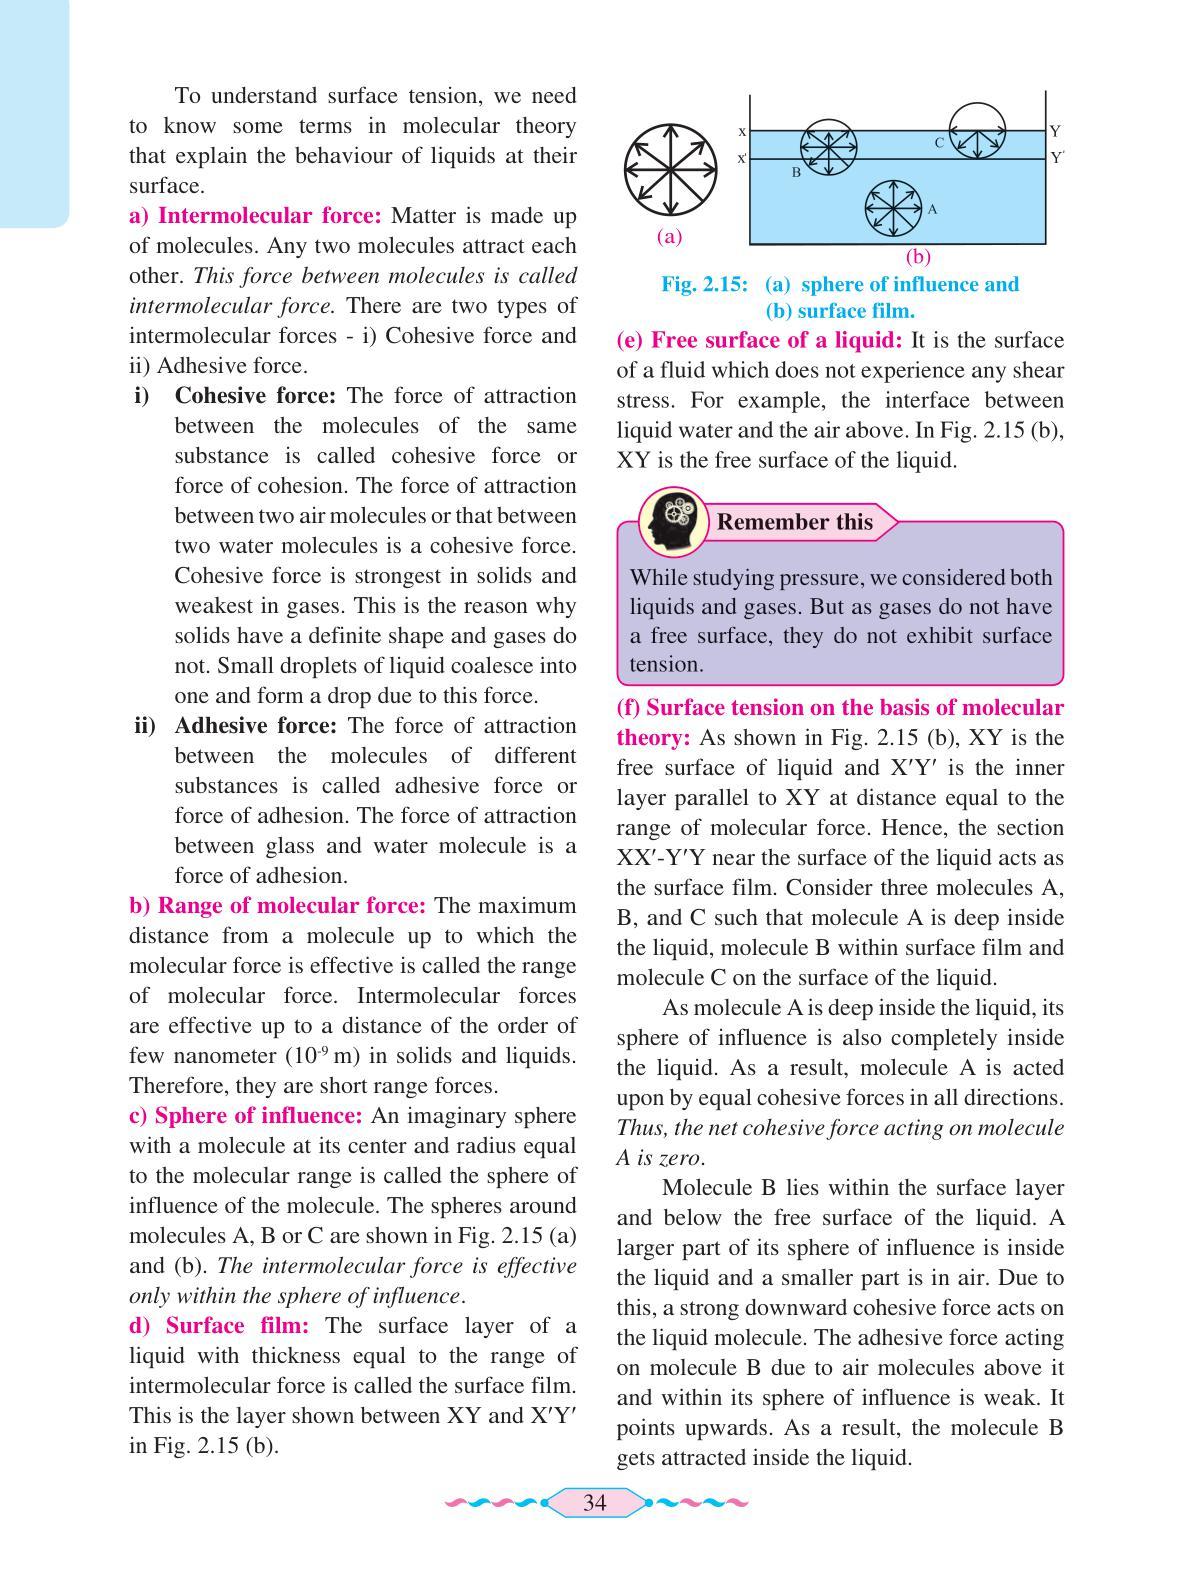 To understand surface tension, we need
to know some terms in molecular theory
that explain the behaviour of liquids at their
surface.
a) Intermolecular force: Matter is made up
of molecules. Any two molecules attract each
other. This force between molecules is called
intermolecular force. There are two types of
intermolecular forces - i) Cohesive force and
ii) Adhesive force.
i) Cohesive force: The force of attraction
between the molecules of the same
substance is called cohesive force or
force of cohesion. The force of attraction
between two air molecules or that between
two water molecules is a cohesive force.
Cohesive force is strongest in solids and
weakest in gases. This is the reason why
solids have a definite shape and gases do
not. Small droplets of liquid coalesce into
one and form a drop due to this force.
ii) Adhesive force: The force of attraction
between the molecules of different
substances is called adhesive force or
force of adhesion. The force of attraction
between glass and water molecule is a
force of adhesion.
b) Range of molecular force: The maximum
distance from a molecule up to which the
molecular force is effective is called the range
of molecular force. Intermolecular forces
are effective up to a distance of the order of
few nanometer (10⁻⁹ m) in solids and liquids.
Therefore, they are short range forces.
c) Sphere of influence: An imaginary sphere
with a molecule at its center and radius equal
to the molecular range is called the sphere of
influence of the molecule. The spheres around
molecules A, B or C are shown in Fig. 2.15 (a)
and (b). The intermolecular force is effective
only within the sphere of influence.
d) Surface film: The surface layer of a
liquid with thickness equal to the range of
intermolecular force is called the surface film.
This is the layer shown between XY and X′Y′
in Fig. 2.15 (b).
x Y
x' Y'
B
C
A
(a)
(b)
Fig. 2.15: (a) sphere of influence and
(b) surface film.
(e) Free surface of a liquid: It is the surface
of a fluid which does not experience any shear
stress. For example, the interface between
liquid water and the air above. In Fig. 2.15 (b),
XY is the free surface of the liquid.
Remember this
While studying pressure, we considered both
liquids and gases. But as gases do not have
a free surface, they do not exhibit surface
tension.
(f) Surface tension on the basis of molecular
theory: As shown in Fig. 2.15 (b), XY is the
free surface of liquid and X′Y′ is the inner
layer parallel to XY at distance equal to the
range of molecular force. Hence, the section
XX′-Y′Y near the surface of the liquid acts as
the surface film. Consider three molecules A,
B, and C such that molecule A is deep inside
the liquid, molecule B within surface film and
molecule C on the surface of the liquid.
As molecule A is deep inside the liquid, its
sphere of influence is also completely inside
the liquid. As a result, molecule A is acted
upon by equal cohesive forces in all directions.
Thus, the net cohesive force acting on molecule
A is zero.
Molecule B lies within the surface layer
and below the free surface of the liquid. A
larger part of its sphere of influence is inside
the liquid and a smaller part is in air. Due to
this, a strong downward cohesive force acts on
the liquid molecule. The adhesive force acting
on molecule B due to air molecules above it
and within its sphere of influence is weak. It
points upwards. As a result, the molecule B
gets attracted inside the liquid.
34